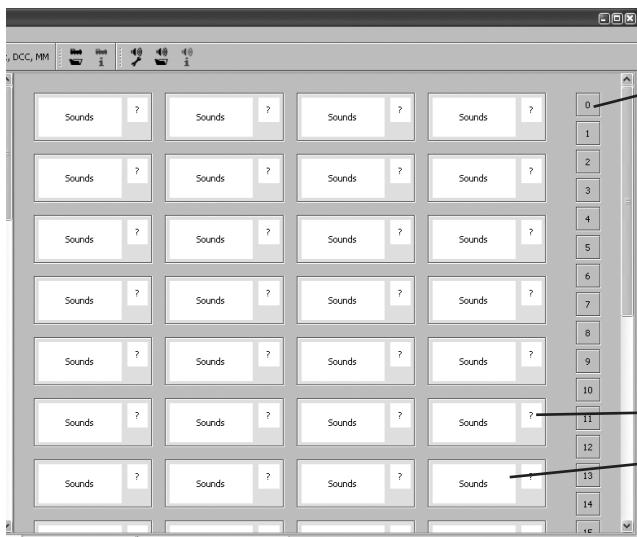 , DCC, MM
i
i
Sounds ? Sounds ? Sounds ? Sounds ? 0
1
Sounds ? Sounds ? Sounds ? Sounds ? 2
3
Sounds ? Sounds ? Sounds ? Sounds ? 4
5
Sounds ? Sounds ? Sounds ? Sounds ? 6
7
8
Sounds ? Sounds ? Sounds ? Sounds ? 9
10
Sounds ? Sounds ? Sounds ? Sounds ? 11
12
Sounds ? Sounds ? Sounds ? Sounds ? 13
14
15